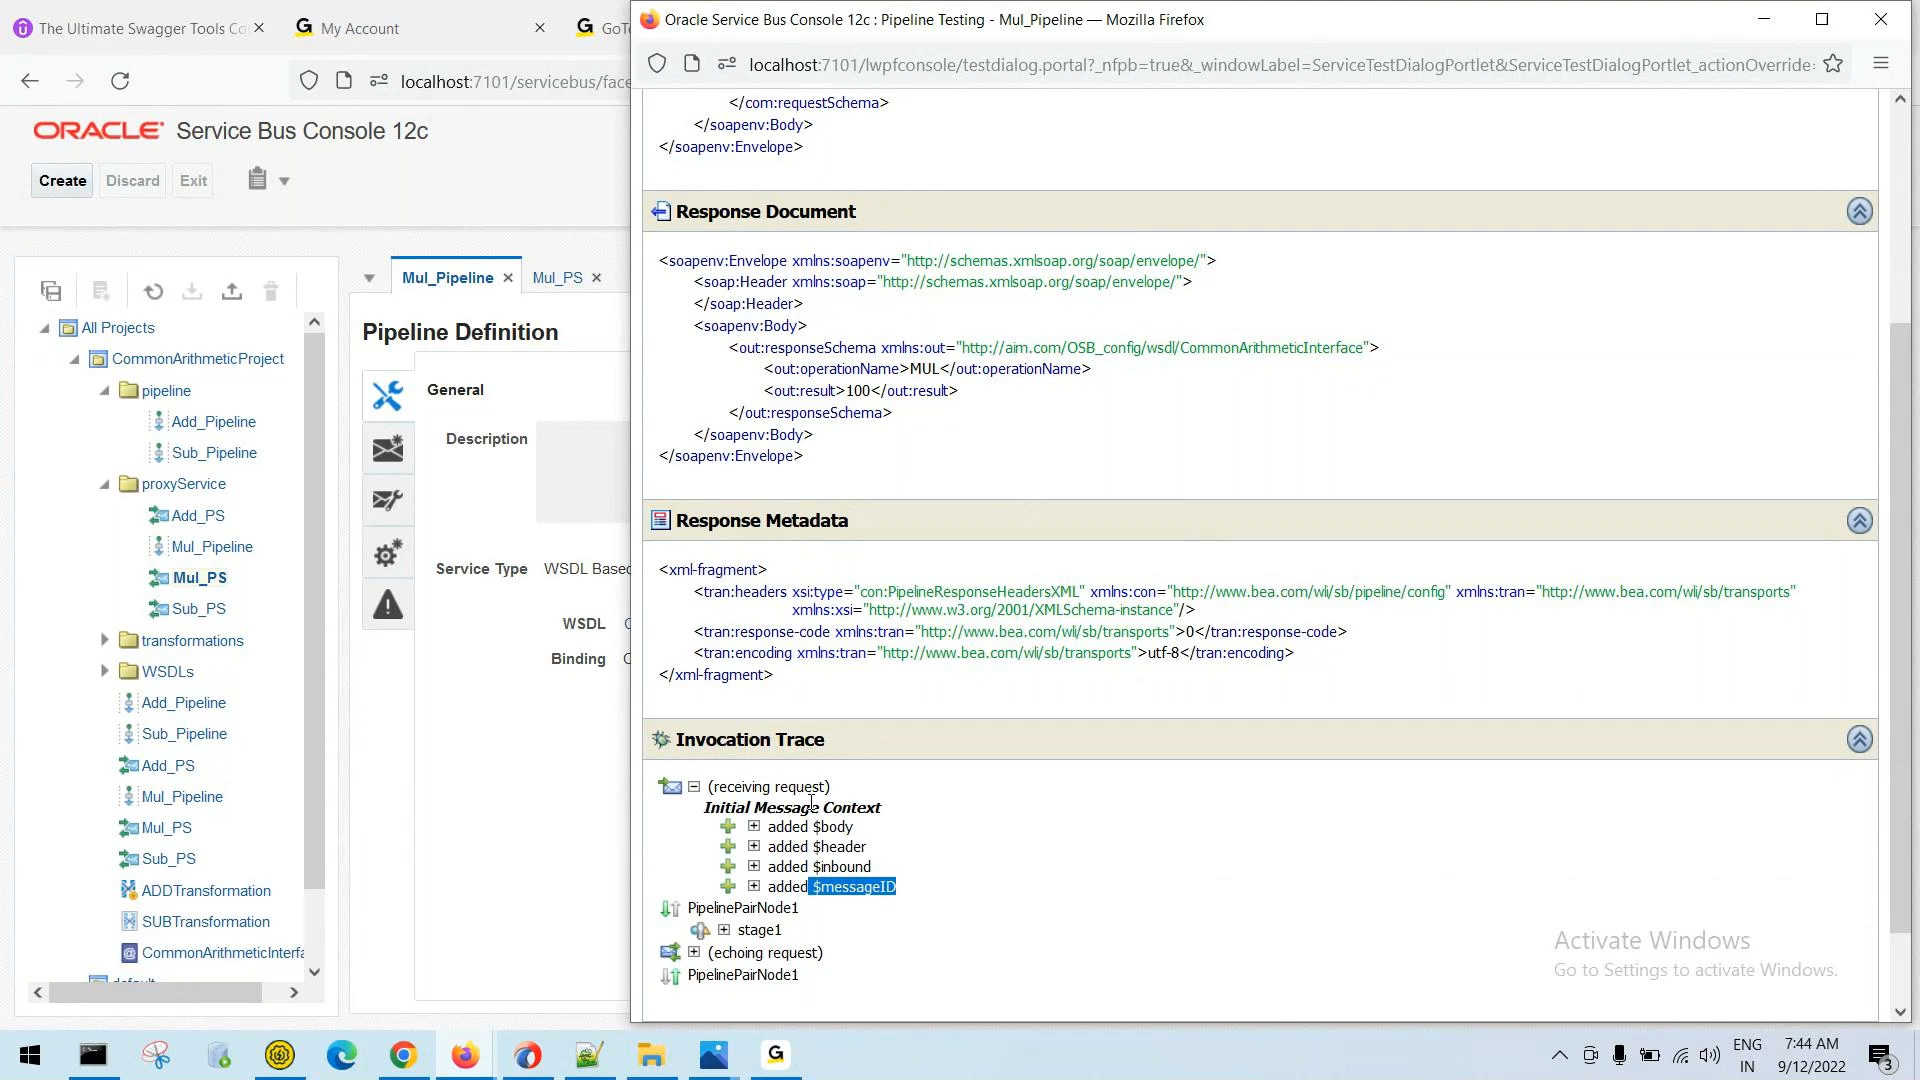 The Ultimate Swagger Tools Co
My Account
GoT
localhost:7101/servicebus/face
ORACLE Service Bus Console 12c
Create
Discard
Exit
All Projects
CommonArithmeticProject
pipeline
Add_Pipeline
Sub_Pipeline
proxyService
Add_PS
Mul_Pipeline
Mul_PS
Sub_PS
transformations
WSDLs
Add_Pipeline
Sub_Pipeline
Add_PS
Mul_Pipeline
Mul_PS
Sub_PS
ADDTransformation
SUBTransformation
CommonArithmeticInterfa
Mul_Pipeline
Mul_PS
Pipeline Definition
General
Description
Service Type WSDL Based
WSDL
Binding
Oracle Service Bus Console 12c : Pipeline Testing - Mul_Pipeline — Mozilla Firefox
localhost:7101/lwpfconsole/testdialog.portal?_nfpb=true&_windowLabel=ServiceTestDialogPortlet&ServiceTestDialogPortlet_actionOverride=
</com:requestSchema>
</soapenv:Body>
</soapenv:Envelope>
Response Document
<soapenv:Envelope xmlns:soapenv="http://schemas.xmlsoap.org/soap/envelope/">
<soap:Header xmlns:soap="http://schemas.xmlsoap.org/soap/envelope/">
</soap:Header>
<soapenv:Body>
<out:responseSchema xmlns:out="http://aim.com/OSB_config/wsdl/CommonArithmeticInterface">
<out:operationName>MUL</out:operationName>
<out:result>100</out:result>
</out:responseSchema>
</soapenv:Body>
</soapenv:Envelope>
Response Metadata
<xml-fragment>
<tran:headers xsi:type="con:PipelineResponseHeadersXML" xmlns:con="http://www.bea.com/wli/sb/pipeline/config" xmlns:tran="http://www.bea.com/wli/sb/transports"
xmlns:xsi="http://www.w3.org/2001/XMLSchema-instance"/>
<tran:response-code xmlns:tran="http://www.bea.com/wli/sb/transports">0</tran:response-code>
<tran:encoding xmlns:tran="http://www.bea.com/wli/sb/transports">utf-8</tran:encoding>
</xml-fragment>
Invocation Trace
(receiving request)
Initial Message Context
added $body
added $header
added $inbound
added $messageID
PipelinePairNode1
stage1
(echoing request)
PipelinePairNode1
Activate Windows
Go to Settings to activate Windows.
ENG
IN
7:44 AM
9/12/2022
3